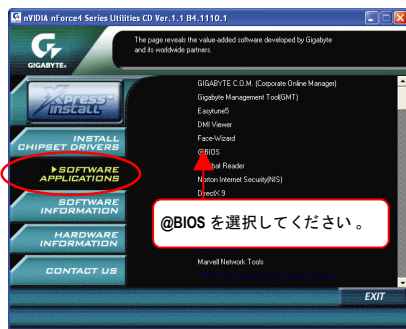 nVIDIA nForce4 Series Utilities CD Ver.1.1 B4.1110.1
GIGABYTE
The page reveals the value-added software developed by Gigabyte
and its worldwide partners.
Xpress
Install
INSTALL
CHIPSET DRIVERS
SOFTWARE
APPLICATIONS
SOFTWARE
INFORMATION
HARDWARE
INFORMATION
CONTACT US
GIGABYTE C.O.M. (Corporate Online Manager)
Gigabyte Management Tool(GMT)
Easytune5
DMI Viewer
Face-Wizard
@BIOS
bat Reader
Norton Internet Security(NIS)
DirectX 9
@BIOS を選択してください。
Marvell Network Tools
EXIT